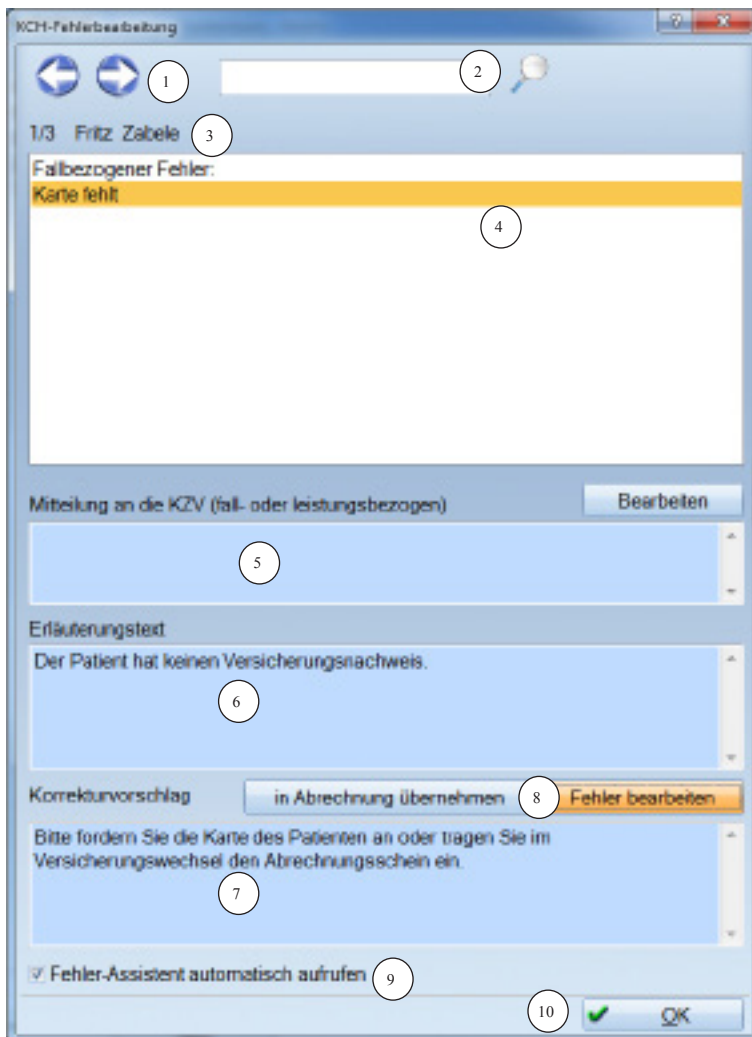 KCH-Fehlerbearbeitung
1
2
1/3 Fritz Zabele 3
Fallbezogener Fehler:
Karte fehlt
4
Mitteilung an die KZV (fall- oder leistungsbezogen) Bearbeiten
5
Erläuterungstext
Der Patient hat keinen Versicherungsnachweis.
6
Korrekturvorschlag in Abrechnung übernehmen 8 Fehler bearbeiten
Bitte fordern Sie die Karte des Patienten an oder tragen Sie im
Versicherungswechsel den Abrechnungsschein ein.
7
Fehler-Assistent automatisch aufrufen 9
10 OK